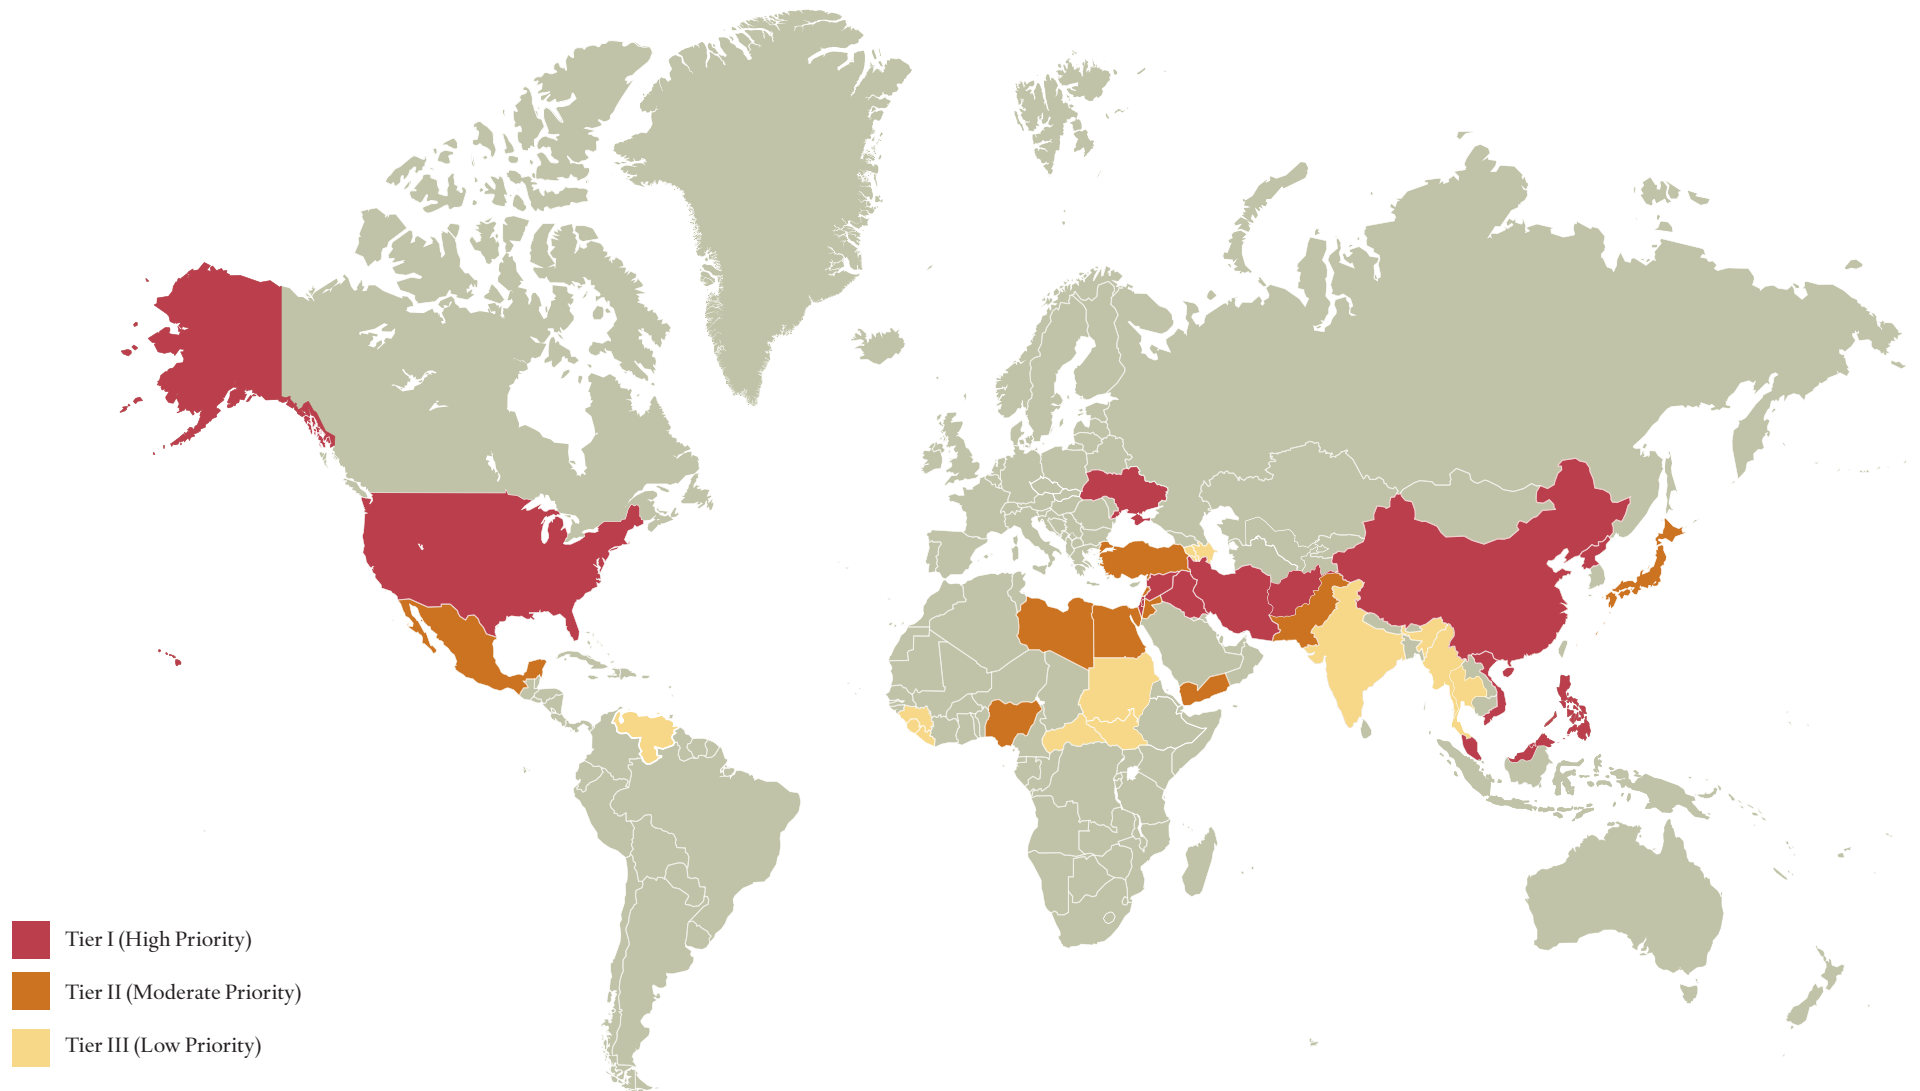 Tier I (High Priority)
Tier II (Moderate Priority)
Tier III (Low Priority)